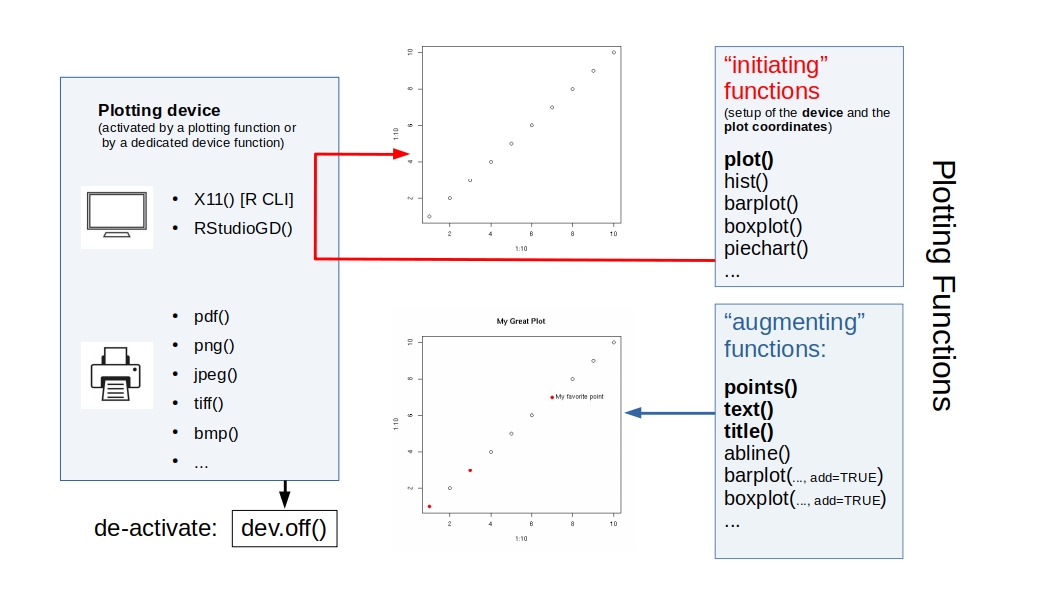 Plotting device
(activated by a plotting function or
by a dedicated device function)
• X11() [R CLI]
• RStudioGD()
• pdf()
• png()
• jpeg()
• tiff()
• bmp()
• ...
de-activate: dev.off()
10
8
6
4
2
1:10
2 4 6 8 10
1:10
My Great Plot
10
8
6
4
2
1:10
My favorite point
2 4 6 8 10
1:10
“initiating”
functions
(setup of the device and the
plot coordinates)
plot()
hist()
barplot()
boxplot()
piechart()
...
“augmenting”
functions:
points()
text()
title()
abline()
barplot(..., add=TRUE)
boxplot(..., add=TRUE)
...
Plotting Functions